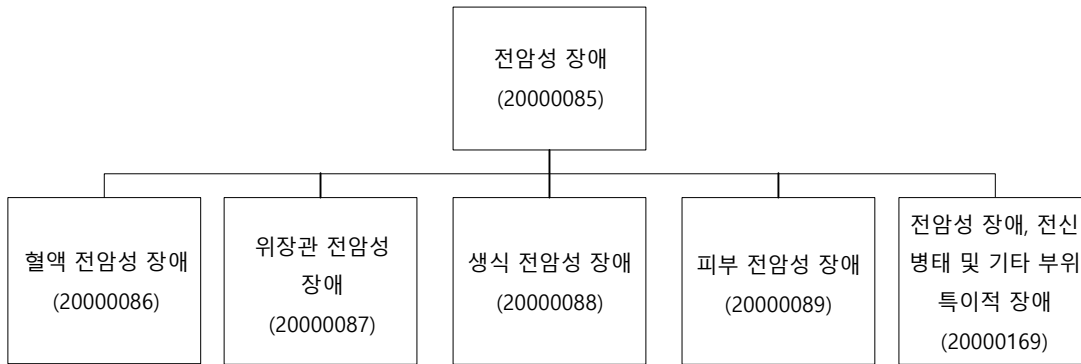 전암성 장애
(20000085)
혈액 전암성 장애
(20000086)
위장관 전암성
장애
(20000087)
생식 전암성 장애
(20000088)
피부 전암성 장애
(20000089)
전암성 장애, 전신
병태 및 기타 부위
특이적 장애
(20000169)